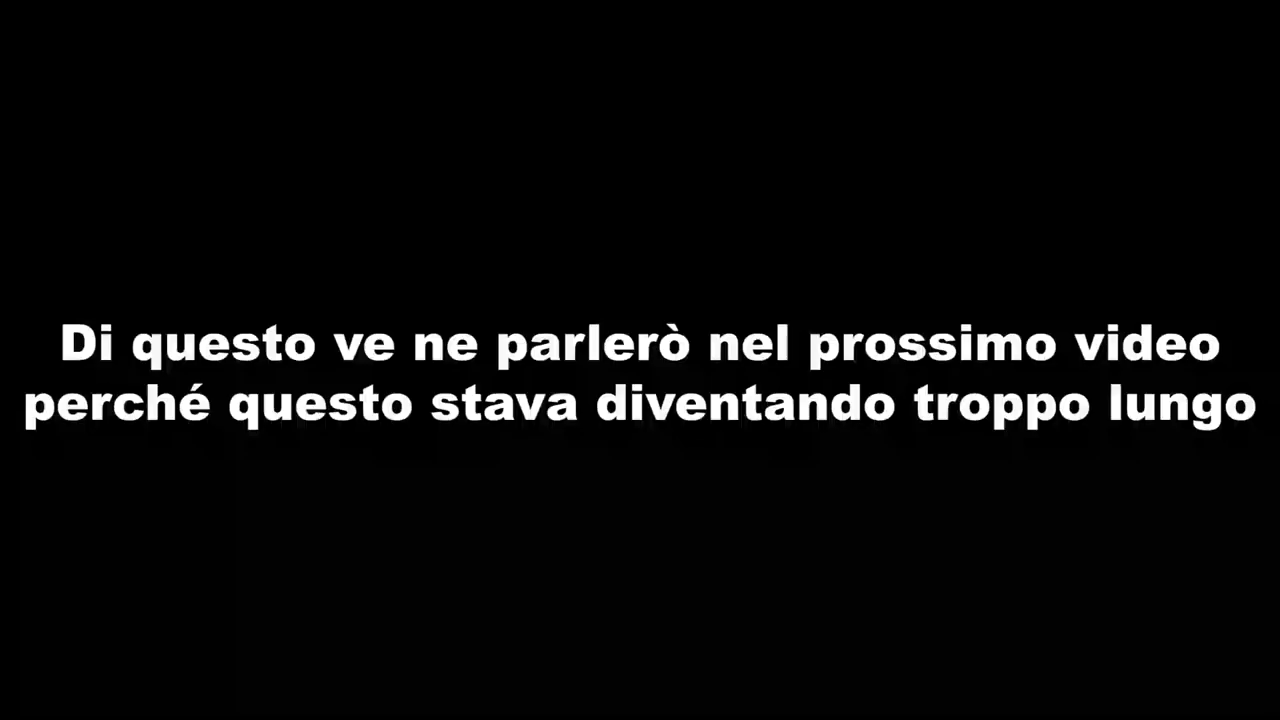 Di questo ve ne parlerò nel prossimo video
perché questo stava diventando troppo lungo